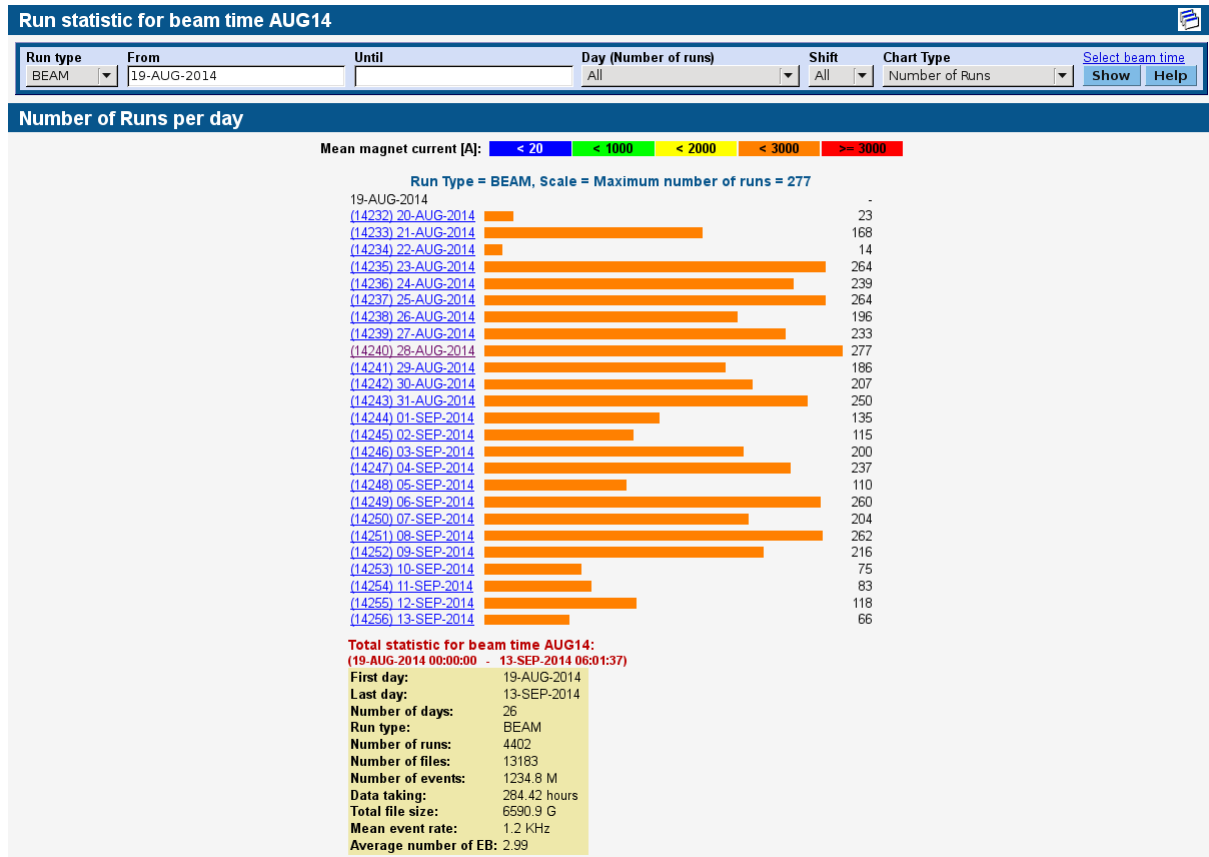 Run statistic for beam time AUG14
Run type From Until Day (Number of runs) Shift Chart Type Select beam time
BEAM 19-AUG-2014 All All Number of Runs Show Help
Number of Runs per day
Mean magnet current [A]: < 20 < 1000 < 2000 < 3000 >= 3000
Run Type = BEAM, Scale = Maximum number of runs = 277
19-AUG-2014 -
(14232) 20-AUG-2014 23
(14233) 21-AUG-2014 168
(14234) 22-AUG-2014 14
(14235) 23-AUG-2014 264
(14236) 24-AUG-2014 239
(14237) 25-AUG-2014 264
(14238) 26-AUG-2014 196
(14239) 27-AUG-2014 233
(14240) 28-AUG-2014 277
(14241) 29-AUG-2014 186
(14242) 30-AUG-2014 207
(14243) 31-AUG-2014 250
(14244) 01-SEP-2014 135
(14245) 02-SEP-2014 115
(14246) 03-SEP-2014 200
(14247) 04-SEP-2014 237
(14248) 05-SEP-2014 110
(14249) 06-SEP-2014 260
(14250) 07-SEP-2014 204
(14251) 08-SEP-2014 262
(14252) 09-SEP-2014 216
(14253) 10-SEP-2014 75
(14254) 11-SEP-2014 83
(14255) 12-SEP-2014 118
(14256) 13-SEP-2014 66
Total statistic for beam time AUG14:
(19-AUG-2014 00:00:00 - 13-SEP-2014 06:01:37)
First day: 19-AUG-2014
Last day: 13-SEP-2014
Number of days: 26
Run type: BEAM
Number of runs: 4402
Number of files: 13183
Number of events: 1234.8 M
Data taking: 284.42 hours
Total file size: 6590.9 G
Mean event rate: 1.2 KHz
Average number of EB: 2.99